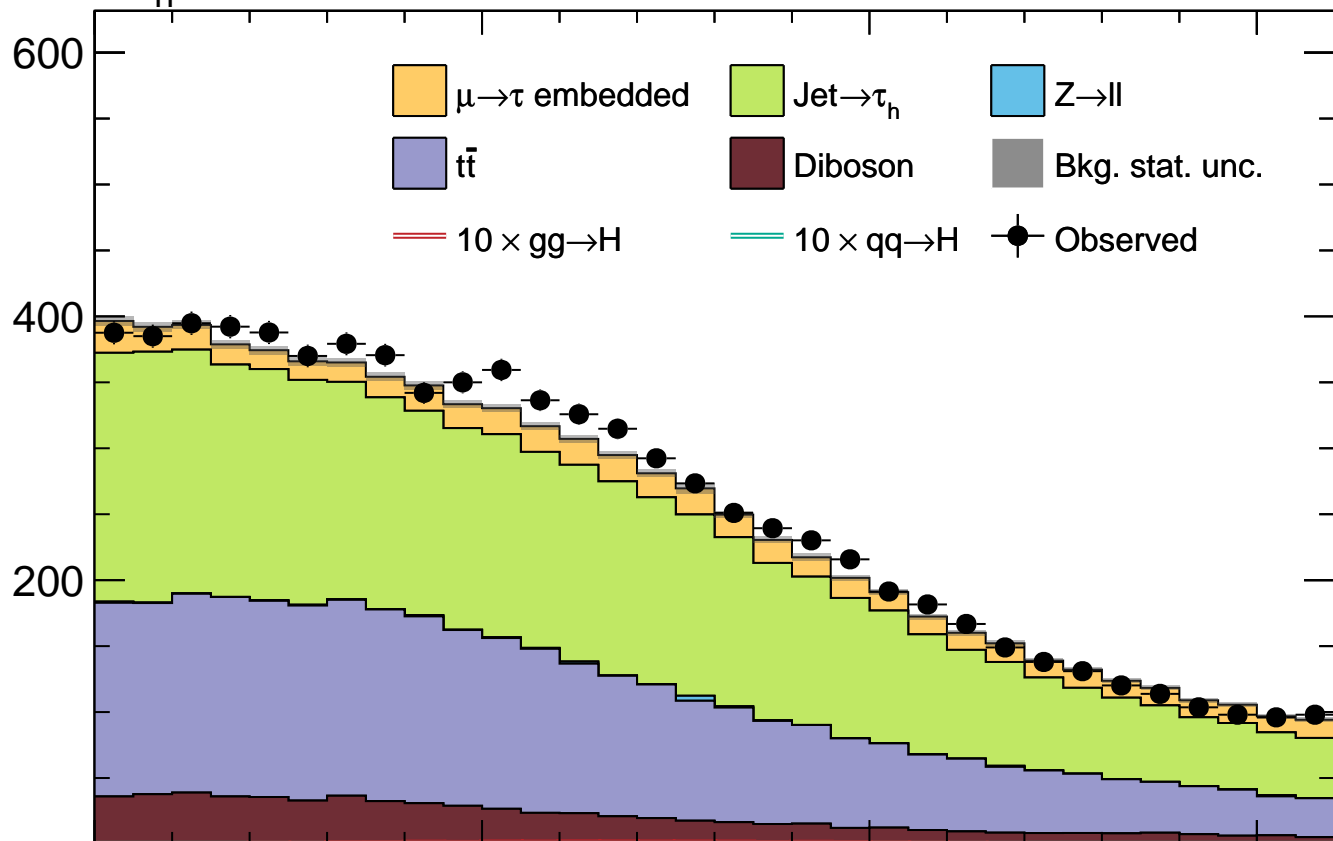 600
μ→τ embedded Jet→τh Z→ll
tt̄ Diboson Bkg. stat. unc.
10 × gg→H 10 × qq→H Observed
400
200